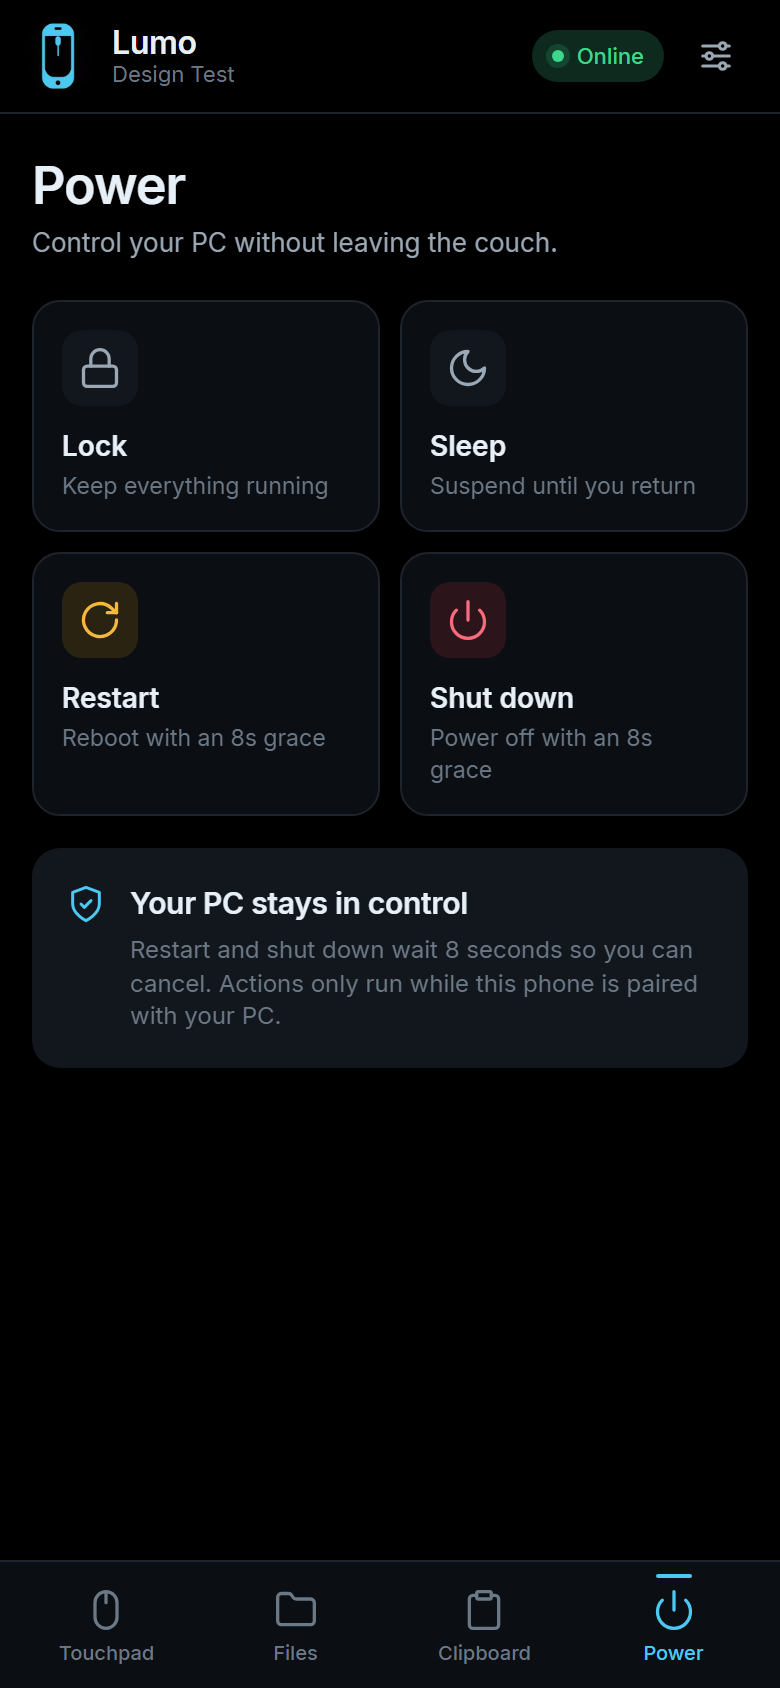 Lumo
Design Test
Online
Power
Control your PC without leaving the couch.
Lock
Keep everything running
Sleep
Suspend until you return
Restart
Reboot with an 8s grace
Shut down
Power off with an 8s
grace
Your PC stays in control
Restart and shut down wait 8 seconds so you can
cancel. Actions only run while this phone is paired
with your PC.
Touchpad
Files
Clipboard
Power